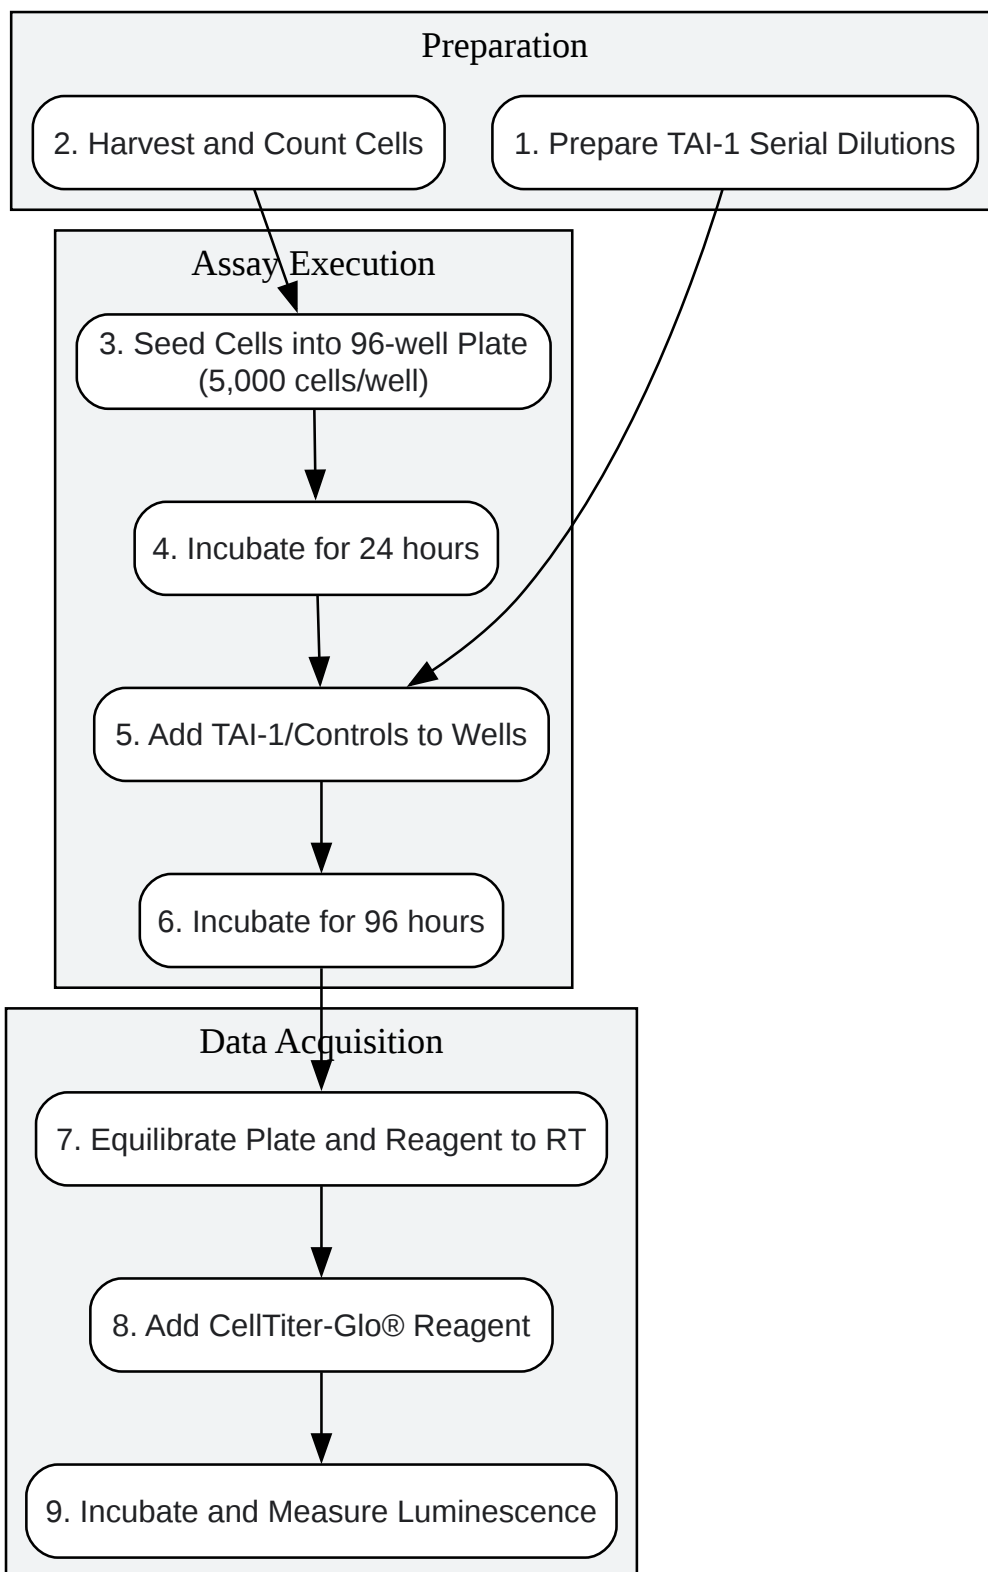 Preparation
2. Harvest and Count Cells
1. Prepare TAI-1 Serial Dilutions
Assay Execution
3. Seed Cells into 96-well Plate
(5,000 cells/well)
4. Incubate for 24 hours
5. Add TAI-1/Controls to Wells
6. Incubate for 96 hours
Data Acquisition
7. Equilibrate Plate and Reagent to RT
8. Add CellTiter-Glo® Reagent
9. Incubate and Measure Luminescence